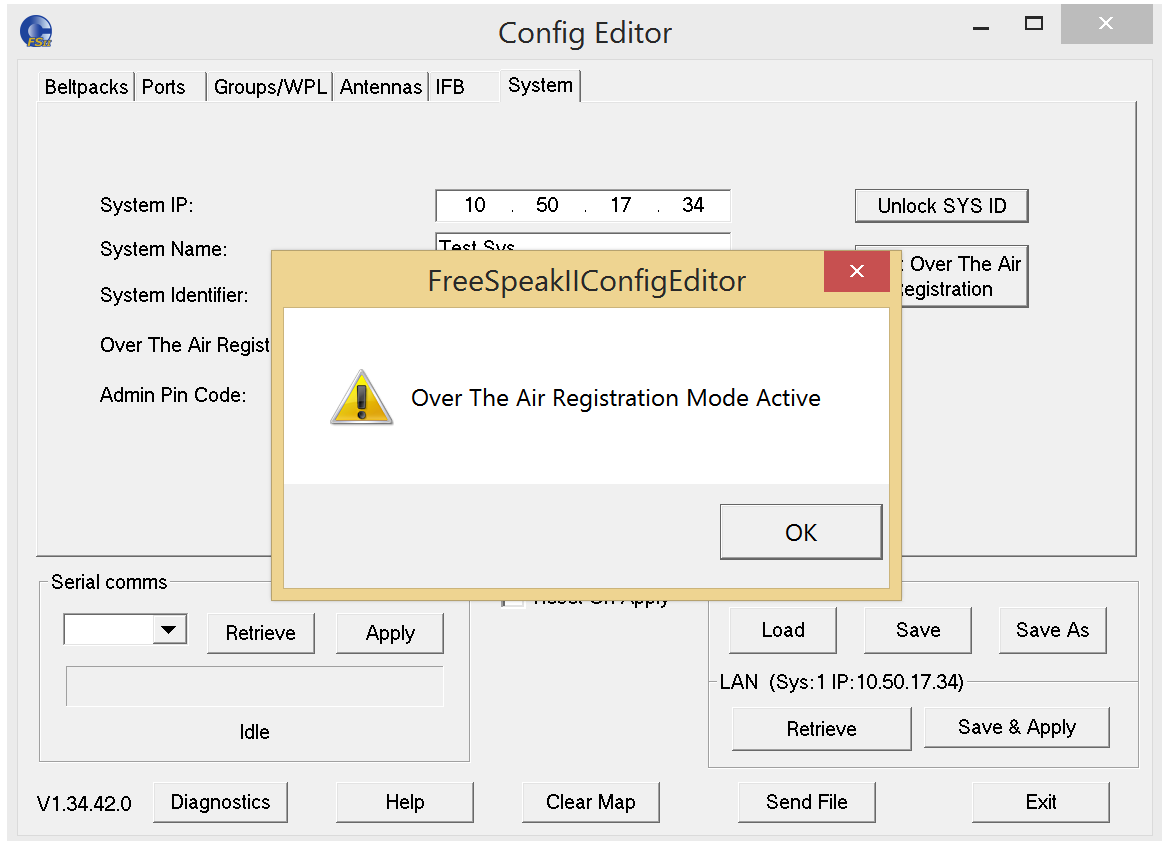 Config Editor
Beltpacks Ports Groups/WPL Antennas IFB System
System IP: 10 . 50 . 17 . 34 Unlock SYS ID
System Name: Test Sys
: Over The Air
Registration
System Identifier:
Over The Air Regist
Admin Pin Code:
FreeSpeakIIConfigEditor
Over The Air Registration Mode Active
OK
Serial comms
Reset On Apply
Retrieve Apply
Idle
Load Save Save As
LAN (Sys:1 IP:10.50.17.34)
Retrieve Save & Apply
V1.34.42.0 Diagnostics Help Clear Map Send File Exit